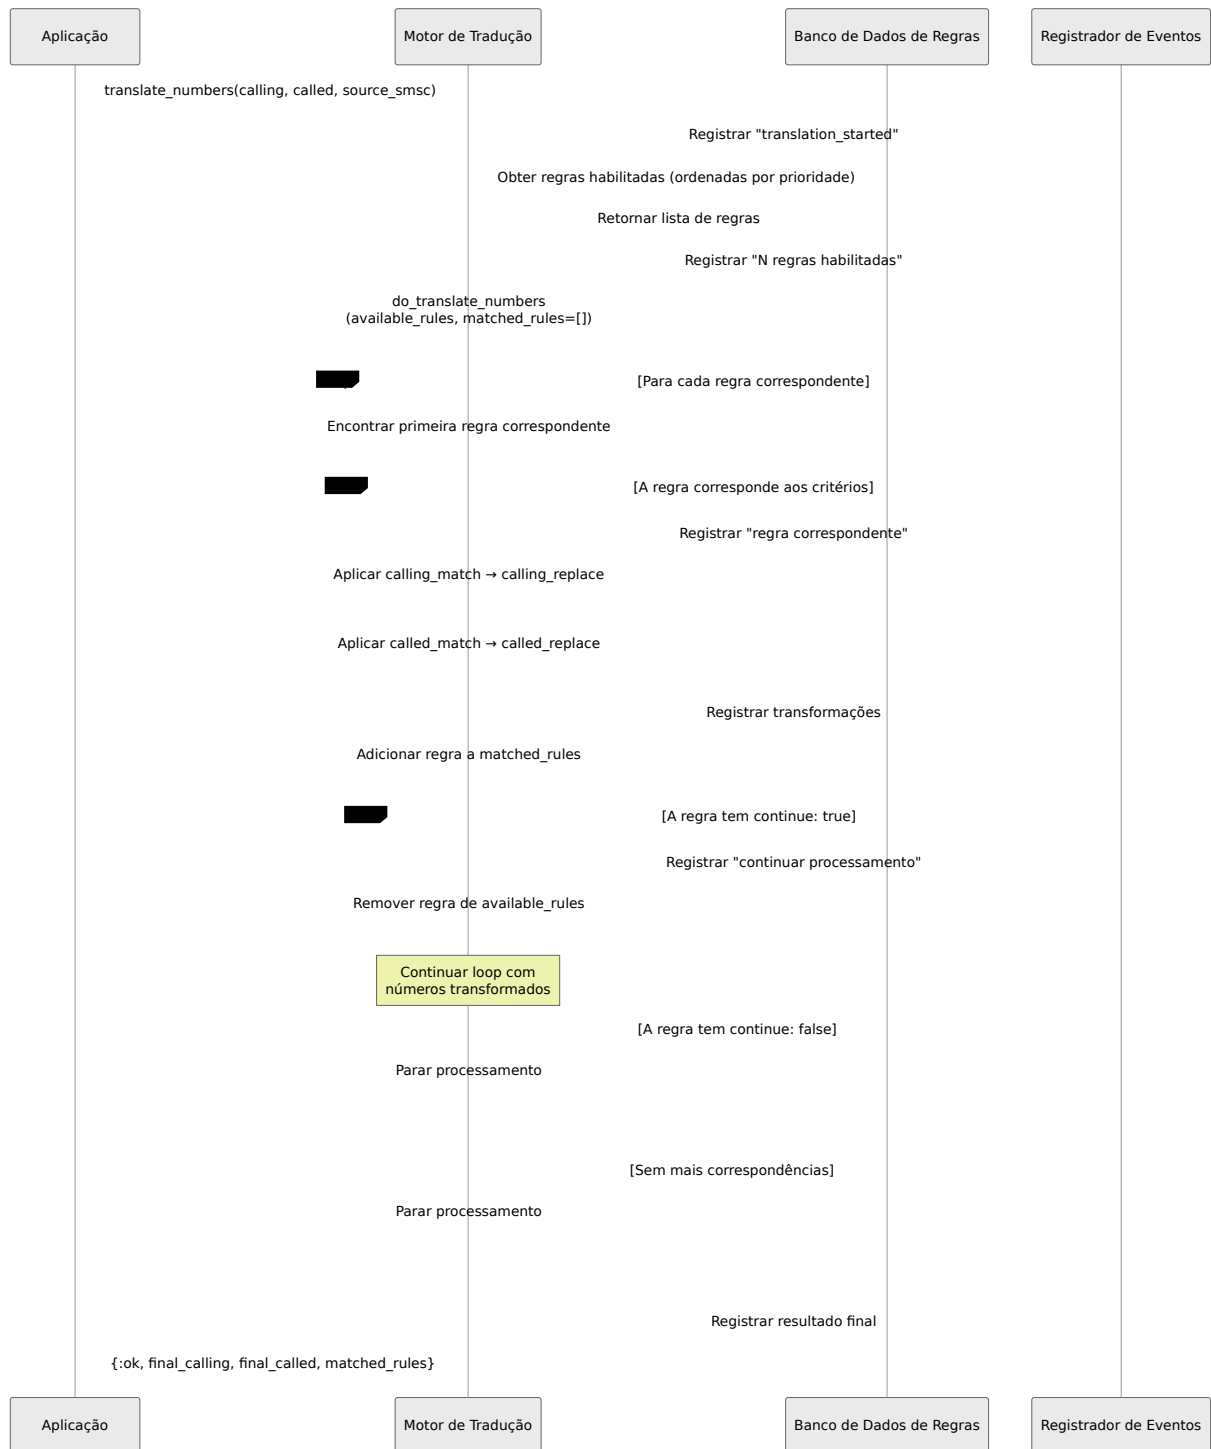 Aplicação
Motor de Tradução
Banco de Dados de Regras
Registrador de Eventos
translate_numbers(calling, called, source_smsc)
Registrar "translation_started"
Obter regras habilitadas (ordenadas por prioridade)
Retornar lista de regras
Registrar "N regras habilitadas"
do_translate_numbers
(available_rules, matched_rules=[])
[Para cada regra correspondente]
Encontrar primeira regra correspondente
[A regra corresponde aos critérios]
Registrar "regra correspondente"
Aplicar calling_match → calling_replace
Aplicar called_match → called_replace
Registrar transformações
Adicionar regra a matched_rules
[A regra tem continue: true]
Registrar "continuar processamento"
Remover regra de available_rules
Continuar loop com
números transformados
[A regra tem continue: false]
Parar processamento
[Sem mais correspondências]
Parar processamento
Registrar resultado final
{:ok, final_calling, final_called, matched_rules}
Aplicação
Motor de Tradução
Banco de Dados de Regras
Registrador de Eventos